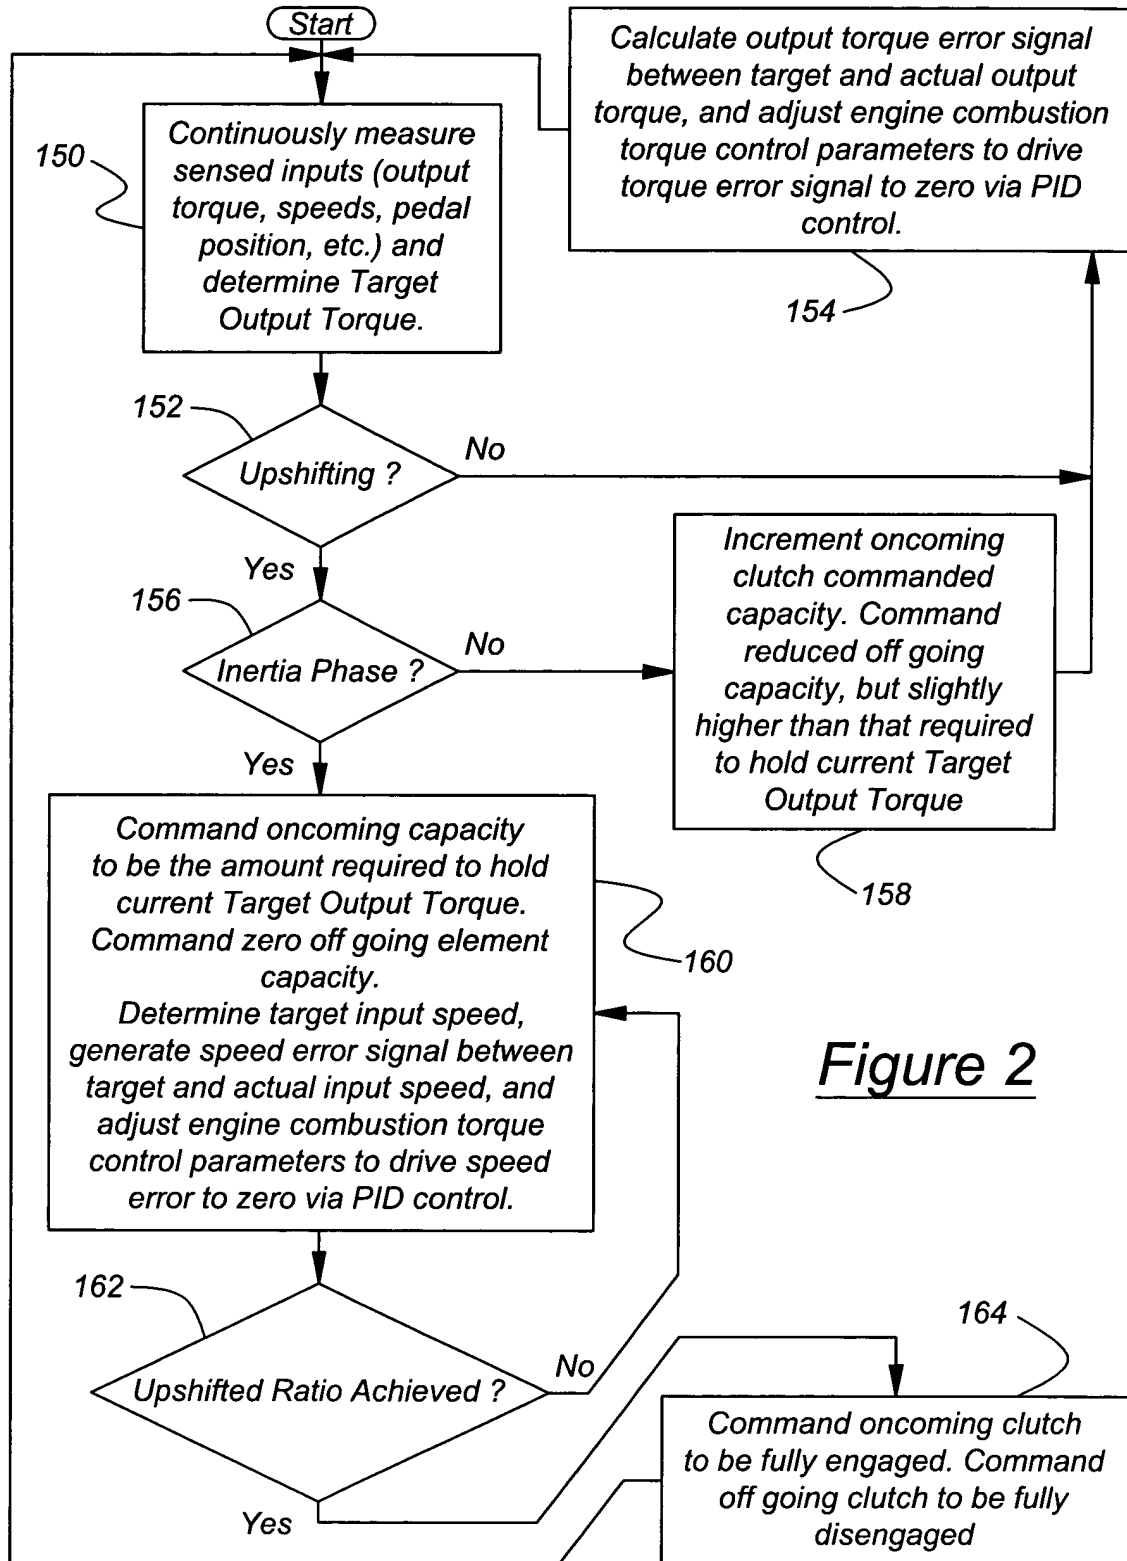 Start
Calculate output torque error signal
between target and actual output
torque, and adjust engine combustion
torque control parameters to drive
torque error signal to zero via PID
control.
154
150
Continuously measure
sensed inputs (output
torque, speeds, pedal
position, etc.) and
determine Target
Output Torque.
152
Upshifting ?
No
Yes
156
Inertia Phase ?
No
Yes
Increment oncoming
clutch commanded
capacity. Command
reduced off going
capacity, but slightly
higher than that required
to hold current Target
Output Torque
158
Command oncoming capacity
to be the amount required to hold
current Target Output Torque.
Command zero off going element
capacity.
Determine target input speed,
generate speed error signal between
target and actual input speed, and
adjust engine combustion torque
control parameters to drive speed
error to zero via PID control.
160
Figure 2
162
Upshifted Ratio Achieved ?
No
Yes
164
Command oncoming clutch
to be fully engaged. Command
off going clutch to be fully
disengaged